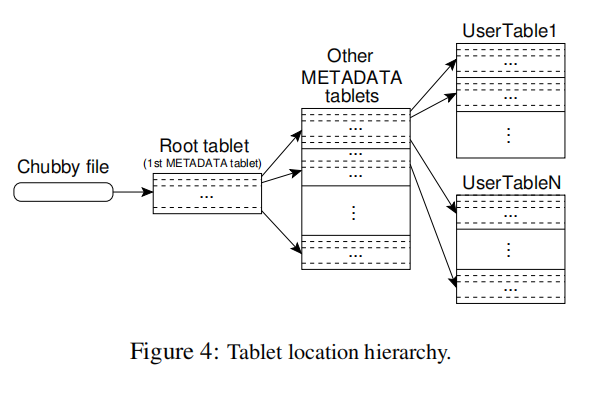 Chubby file
Root tablet
(1st METADATA tablet)
...
Other
METADATA
tablets
...
...
⋮
...
UserTable1
...
...
⋮
UserTableN
...
⋮
...
Figure 4: Tablet location hierarchy.